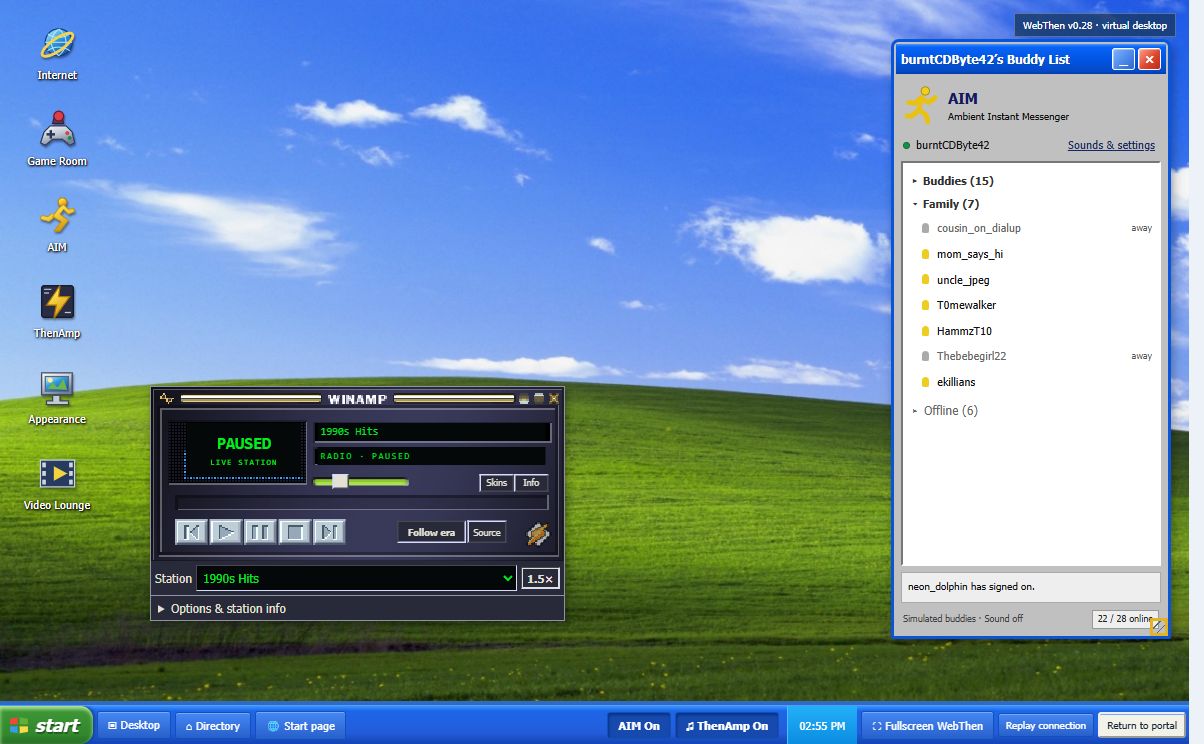 WebThen v0.28 · virtual desktop
Internet
Game Room
AIM
ThenAmp
Appearance
Video Lounge
burntCDByte42's Buddy List
AIM
Ambient Instant Messenger
burntCDByte42
Sounds & settings
Buddies (15)
Family (7)
cousin_on_dialup away
mom_says_hi
uncle_jpeg
T0mewalker
HammzT10
Thebebegirl22 away
ekillians
Offline (6)
neon_dolphin has signed on.
Simulated buddies · Sound off
22 / 28 online
WINAMP
PAUSED
LIVE STATION
1990s Hits
RADIO · PAUSED
Skins Info
Follow era Source
Station 1990s Hits 1.5×
Options & station info
start
Desktop
Directory
Start page
AIM On
ThenAmp On
02:55 PM
Fullscreen WebThen
Replay connection
Return to portal